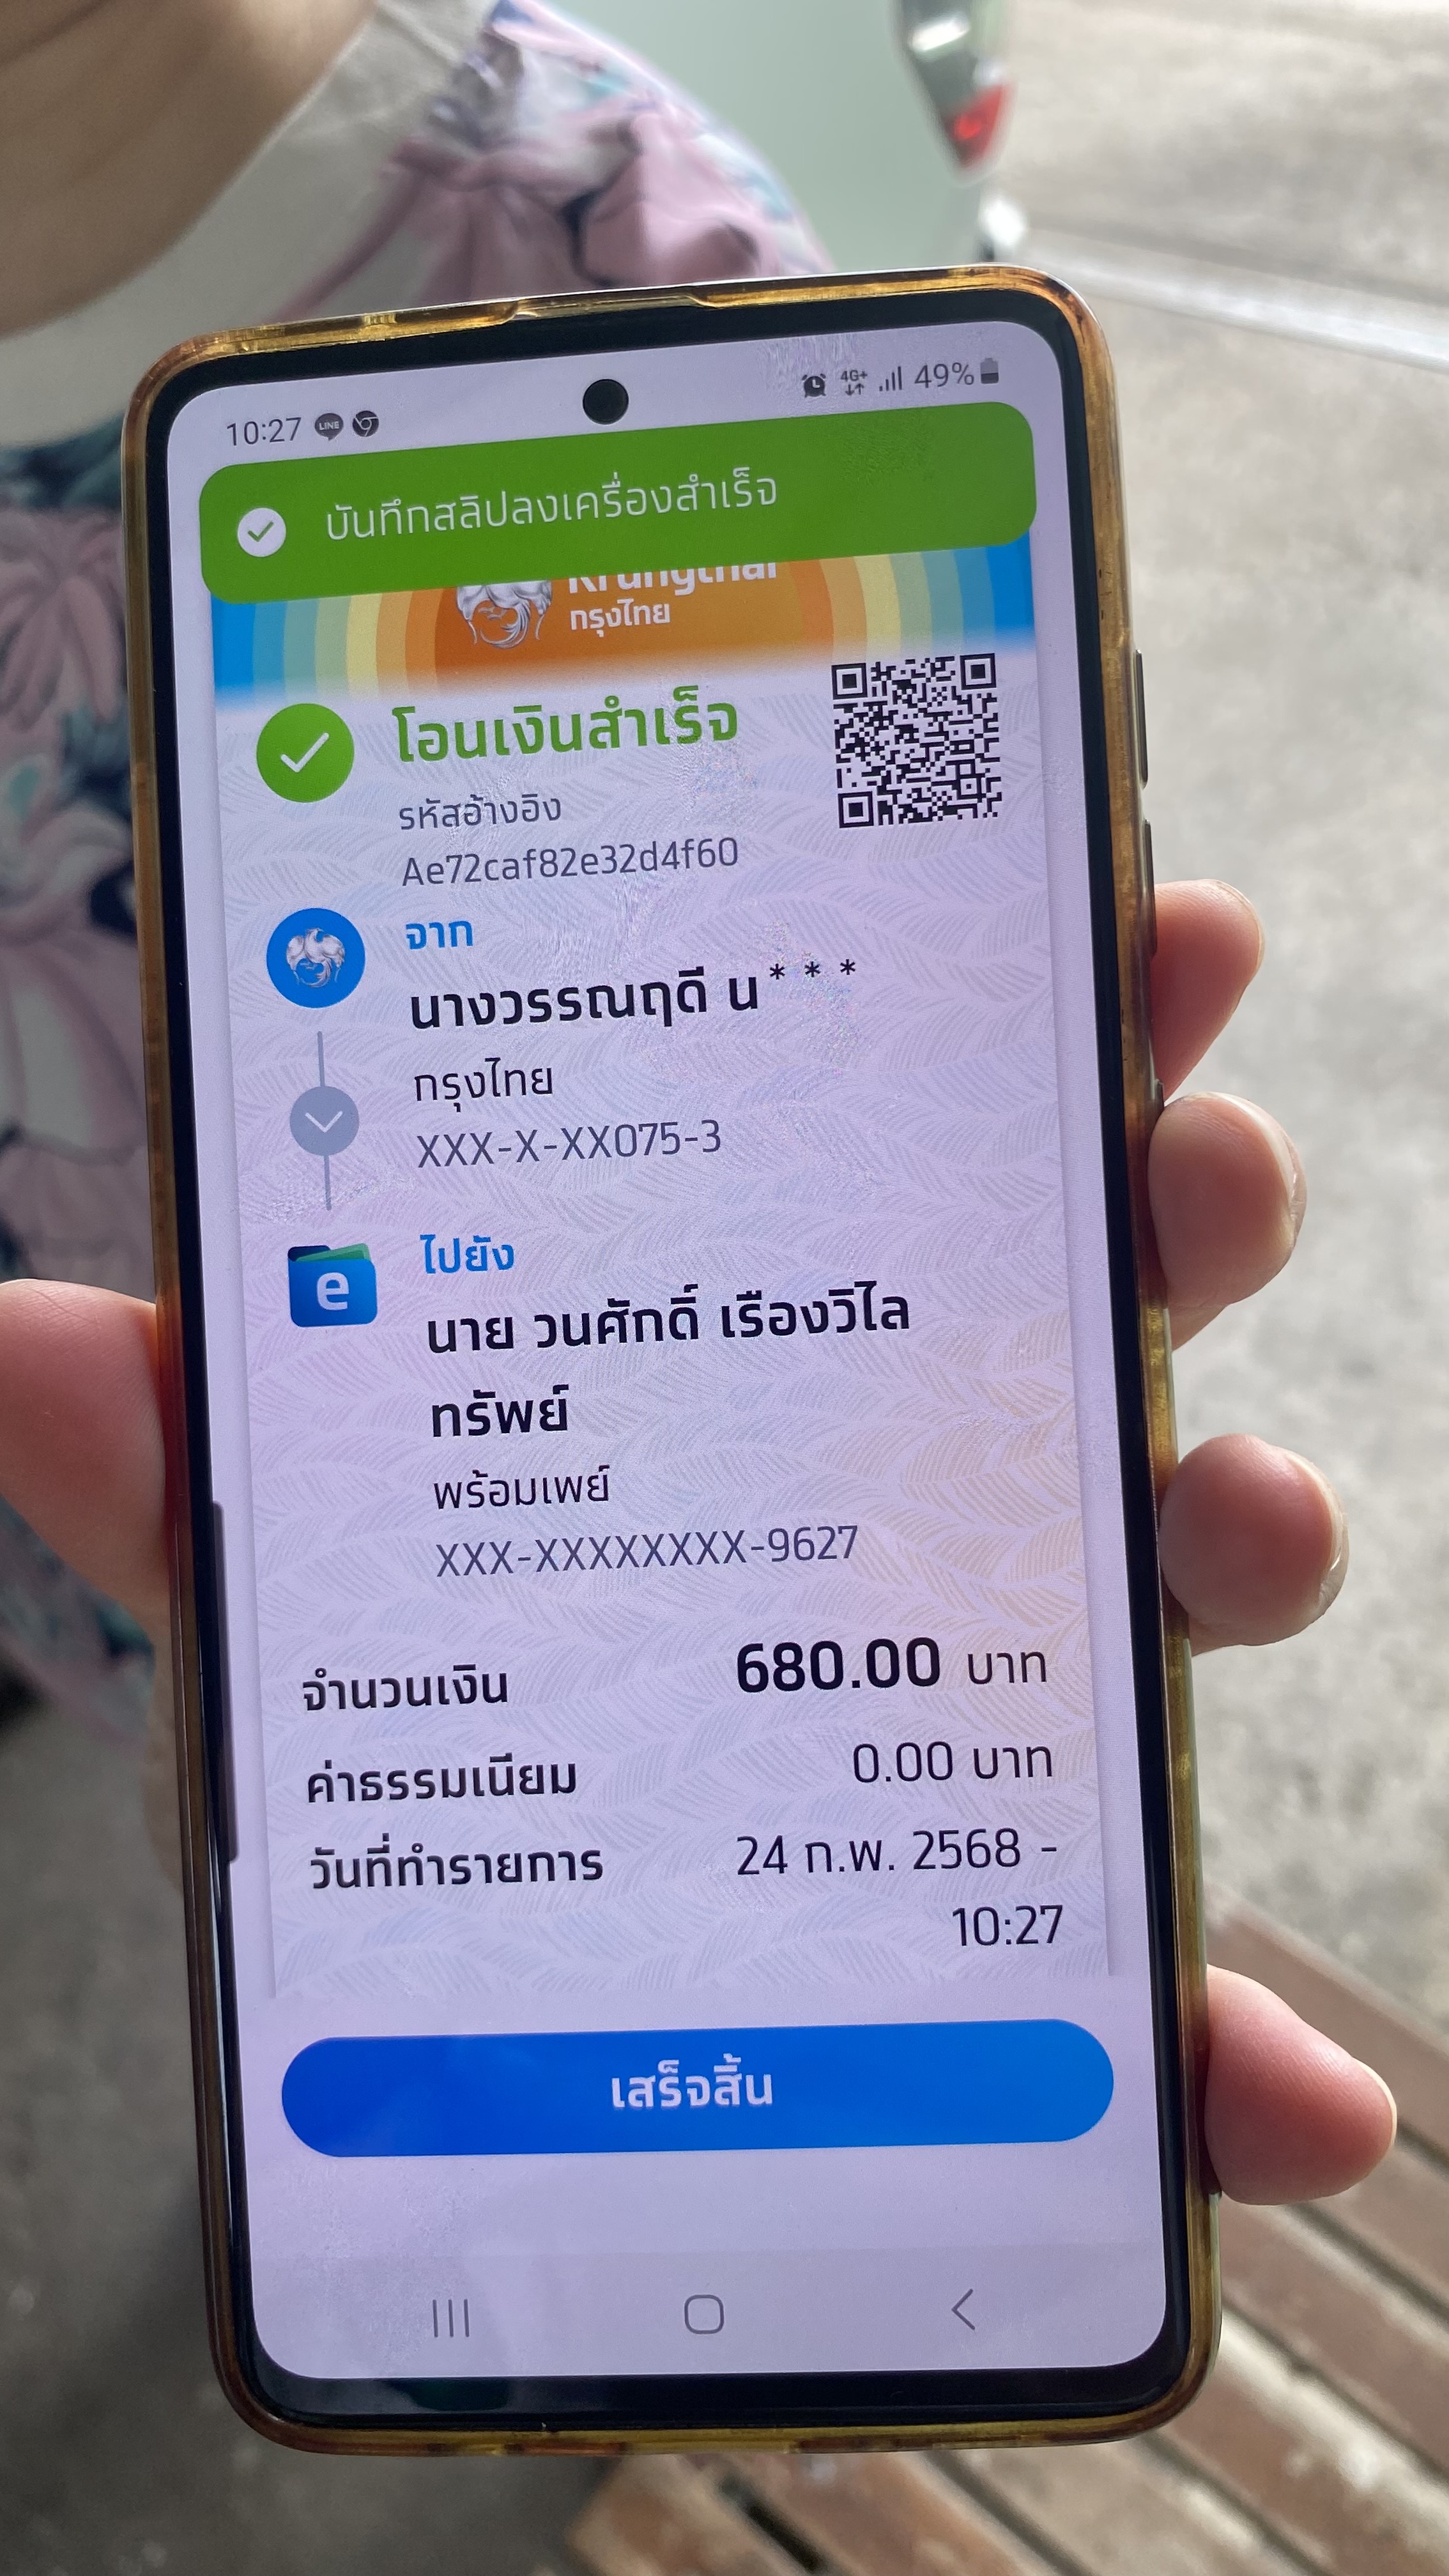 10:27 LINE 4G+ 49%
บันทึกสลิปลงเครื่องสำเร็จ
Krungthai
กรุงไทย
โอนเงินสำเร็จ
รหัสอ้างอิง
Ae72caf82e32d4f60
จาก
นางวรรณฤดี น***
กรุงไทย
XXX-X-XX075-3
e
ไปยัง
นาย วนศักดิ์ เรืองวิไล
ทรัพย์
พร้อมเพย์
XXX-XXXXXXXX-9627
จำนวนเงิน 680.00 บาท
ค่าธรรมเนียม 0.00 บาท
วันที่ทำรายการ 24 ก.พ. 2568 -
10:27
เสร็จสิ้น